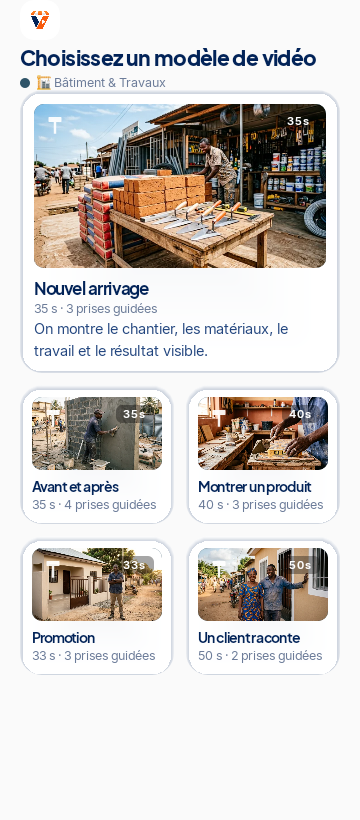 Choisissez un modèle de vidéo
Bâtiment & Travaux
T
35s
Nouvel arrivage
35 s · 3 prises guidées
On montre le chantier, les matériaux, le
travail et le résultat visible.
T
35s
T
40s
Avant et après
35 s · 4 prises guidées
Montrer un produit
40 s · 3 prises guidées
33s
50s
Promotion
33 s · 3 prises guidées
Un client raconte
50 s · 2 prises guidées